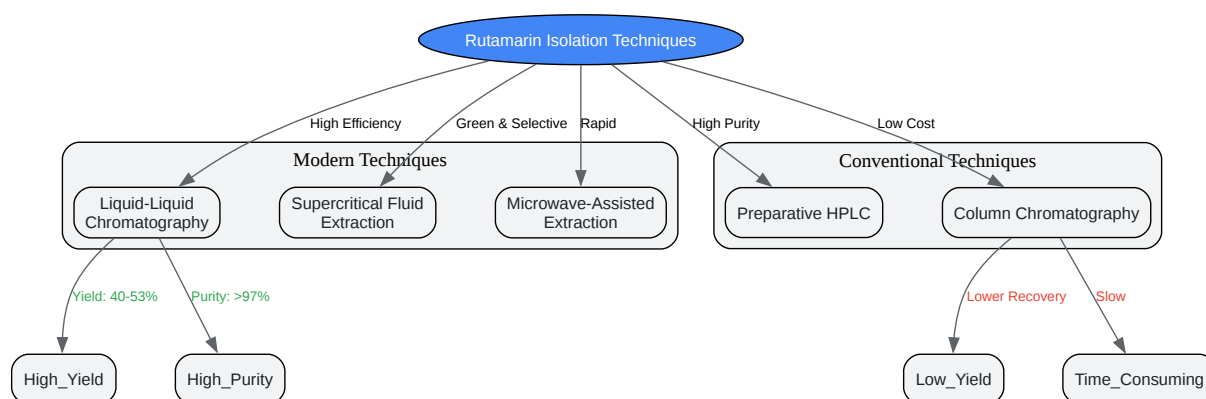 Rutamarin Isolation Techniques
High Efficiency
Green & Selective
Rapid
High Purity
Low Cost
Modern Techniques
Conventional Techniques
Liquid-Liquid
Chromatography
Supercritical Fluid
Extraction
Microwave-Assisted
Extraction
Preparative HPLC
Column Chromatography
Yield: 40-53%
Purity: >97%
Lower Recovery
Slow
High_Yield
High_Purity
Low_Yield
Time_Consuming